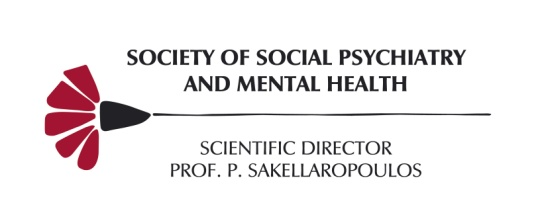 SOCIETY OF SOCIAL PSYCHIATRY
AND MENTAL HEALTH
SCIENTIFIC DIRECTOR
PROF. P. SAKELLAROPOULOS